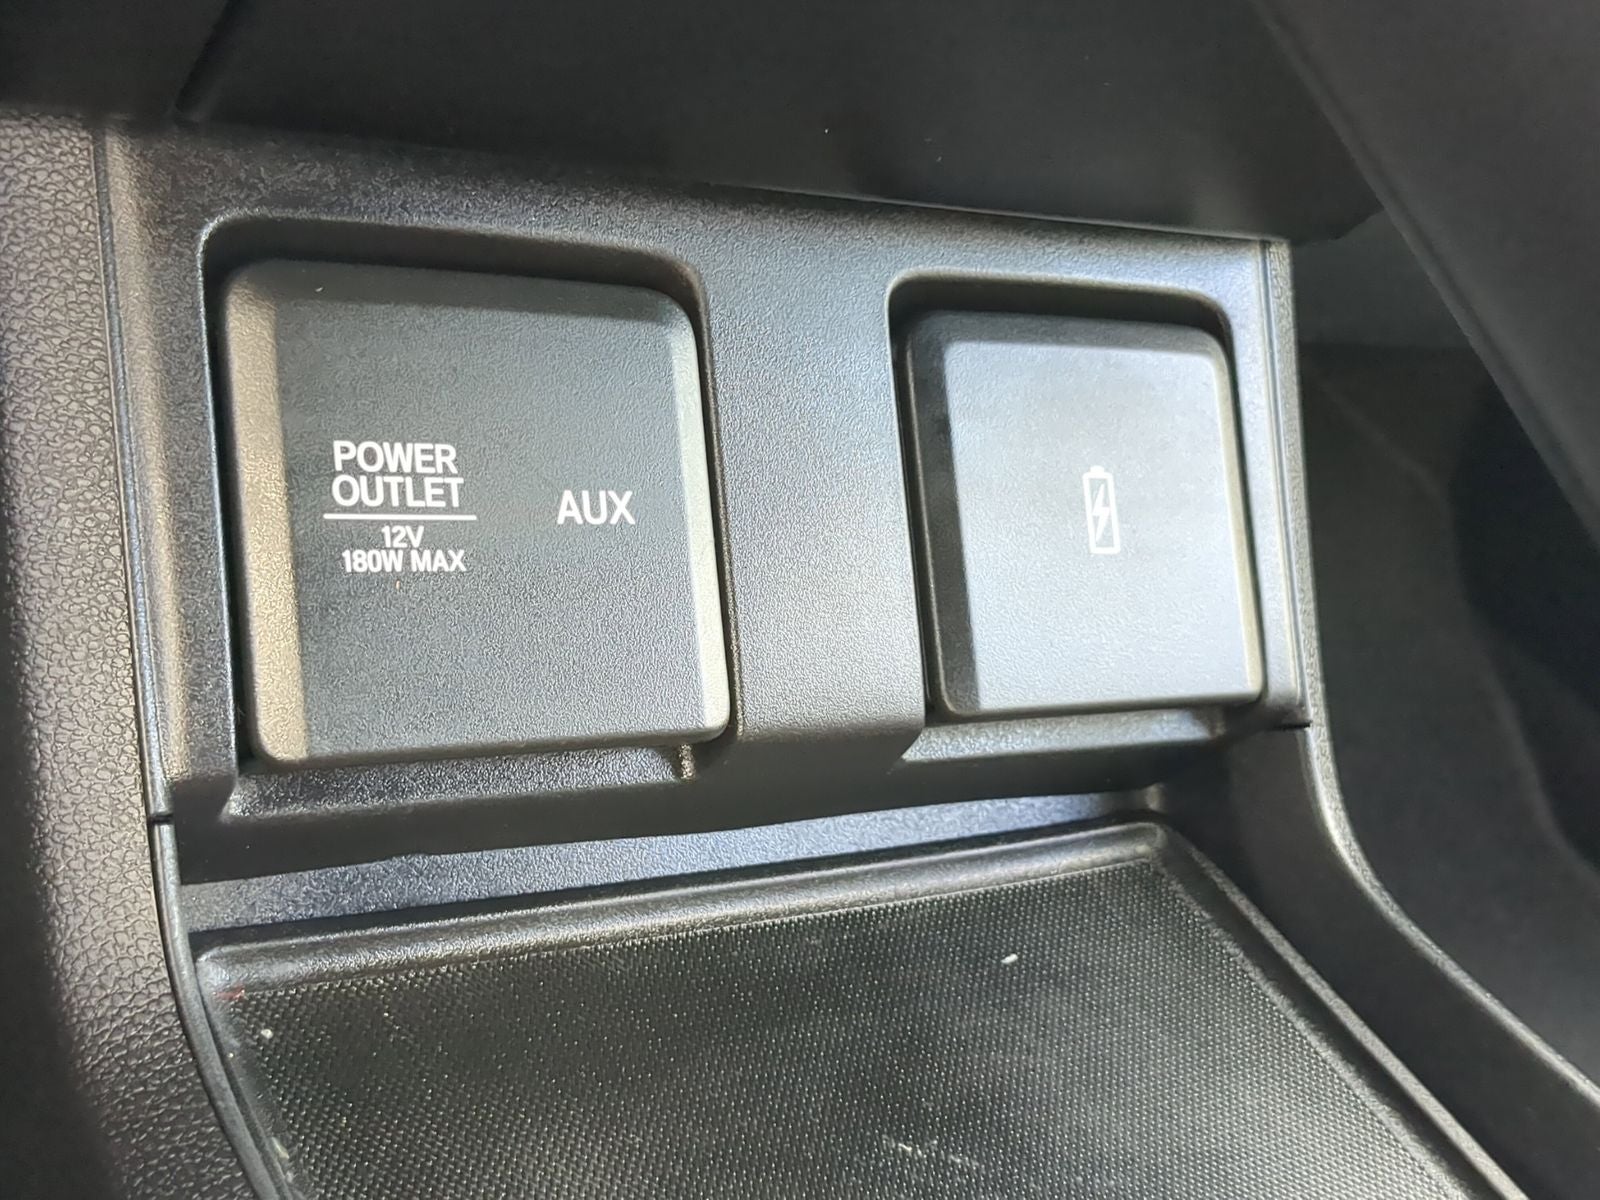 POWER
OUTLET
12V
180W MAX
AUX